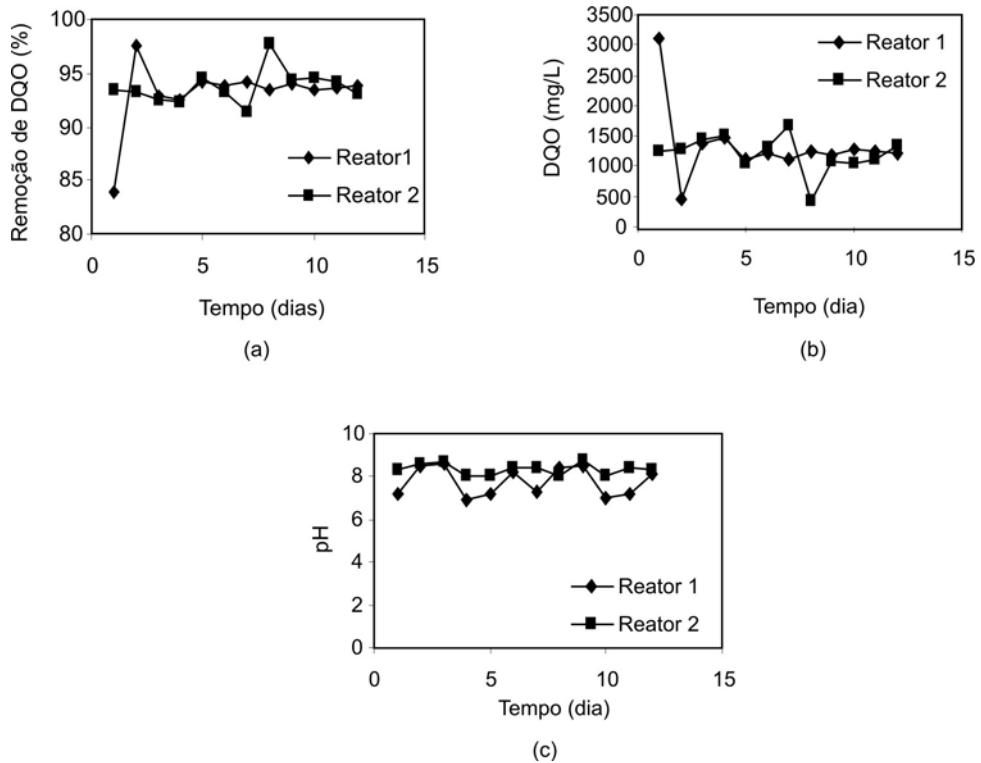 Remoção de DQO (%)
100
95
90
85
80
0
5
10
15
Reator1
Reator 2
Tempo (dias)
(a)
DQO (mg/L)
3500
3000
2500
2000
1500
1000
500
0
0
5
10
15
Reator 1
Reator 2
Tempo (dia)
(b)
pH
10
8
6
4
2
0
0
5
10
15
Reator 1
Reator 2
Tempo (dia)
(c)